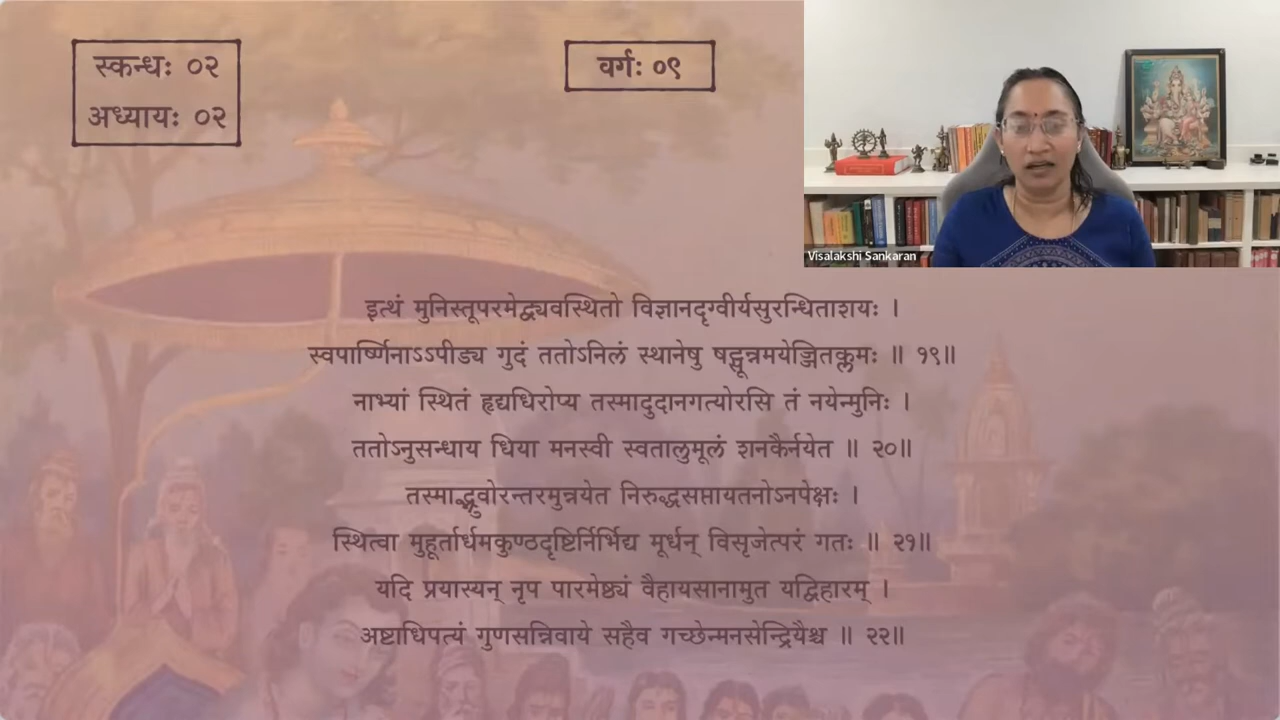 स्कन्धः ०२
अध्यायः ०२
वर्गः ०९
Visalakshi Sankaran
इत्थं मुनिस्तूपरमेद्व्यवस्थितो विज्ञानदृग्वीर्यसुरन्धिताशयः ।
स्वपार्ष्णिनाऽऽपीड्य गुदं ततोऽनिलं स्थानेषु षट्सून्नमयेज्जितक्लमः ॥ १९॥
नाभ्यां स्थितं हृद्यधिरोप्य तस्मादुदानगत्योरसि तं नयेन्मुनिः ।
ततोऽनुसन्धाय धिया मनस्वी स्वतालुमूलं शनकैर्नयेत ॥ २०॥
तस्माद्भ्रुवोरन्तरमुन्नयेत निरुद्धसप्तायतनोऽनपेक्षः ।
स्थित्वा मुहूर्तार्धमकुण्ठदृष्टिर्निर्भिद्य मूर्धन् विसृजेत्परं गतः ॥ २१॥
यदि प्रयास्यन् नृप पारमेष्ठ्यं वैहायसानामुत यद्विहारम् ।
अष्टाधिपत्यं गुणसन्निवाये सहैव गच्छेन्मनसेन्द्रियैश्च ॥ २२॥